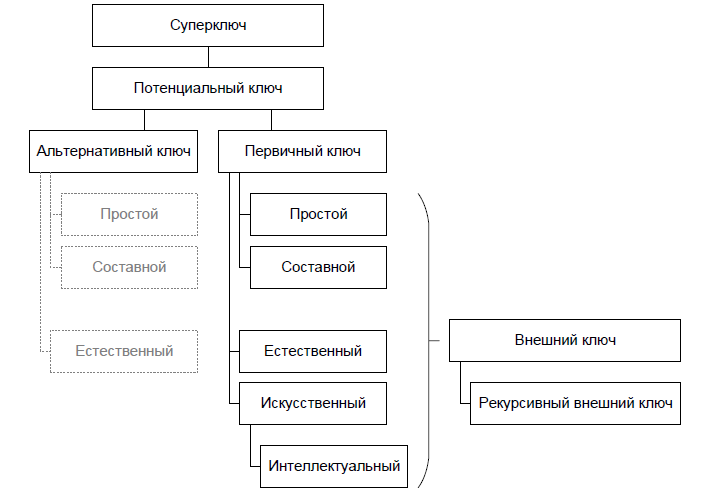 Суперключ
Потенциальный ключ
Альтернативный ключ
Первичный ключ
Простой
Составной
Естественный
Простой
Составной
Естественный
Искусственный
Интеллектуальный
Внешний ключ
Рекурсивный внешний ключ